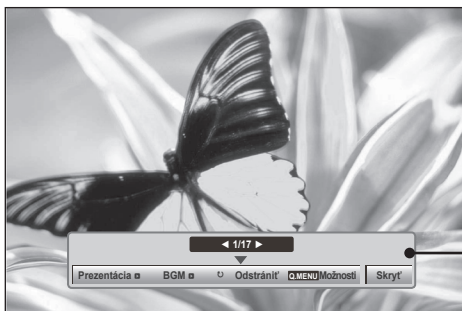 ◀ 1/17 ▶
Prezentácia ◘ BGM ◘ ↻ Odstrániť Q.MENU Možnosti Skryť